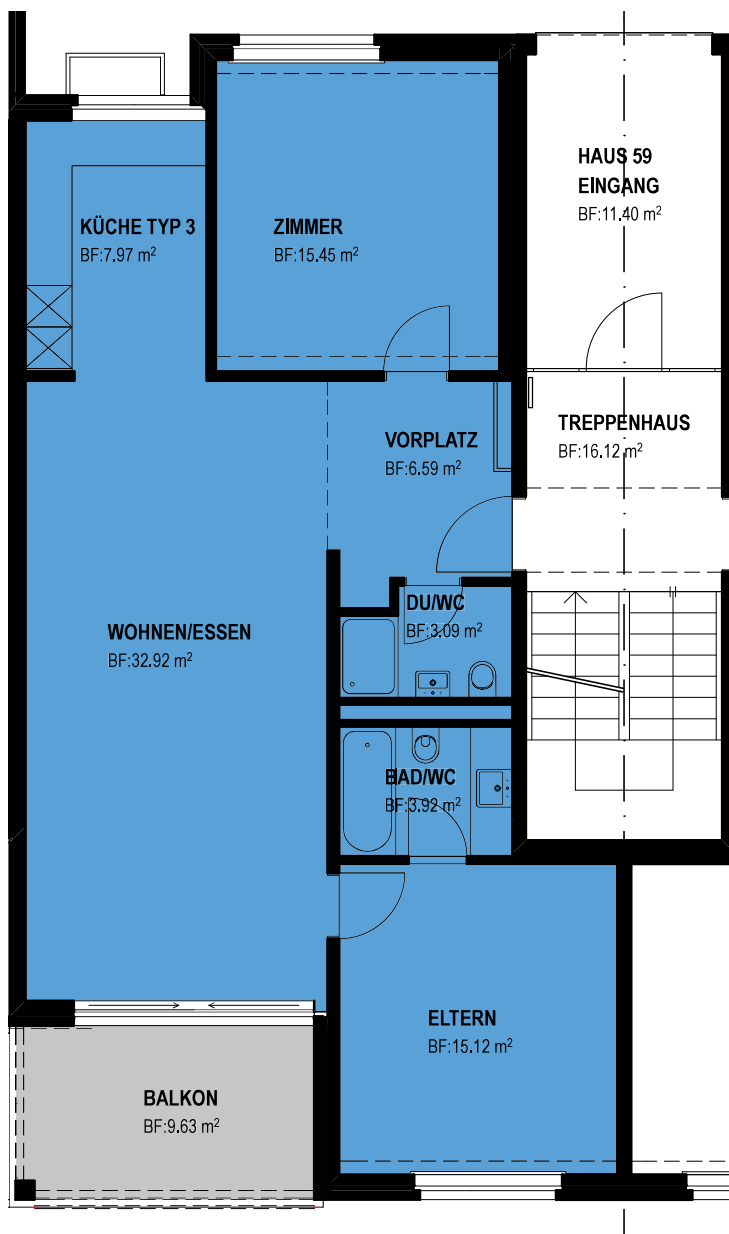 HAUS 59
EINGANG
BF:11.40 m²
KÜCHE TYP 3
BF:7.97 m²
ZIMMER
BF:15.45 m²
VORPLATZ
BF:6.59 m²
TREPPENHAUS
BF:16.12 m²
DU/WC
BF:3.09 m²
WOHNEN/ESSEN
BF:32.92 m²
BAD/WC
BF:3.92 m²
ELTERN
BF:15.12 m²
BALKON
BF:9.63 m²